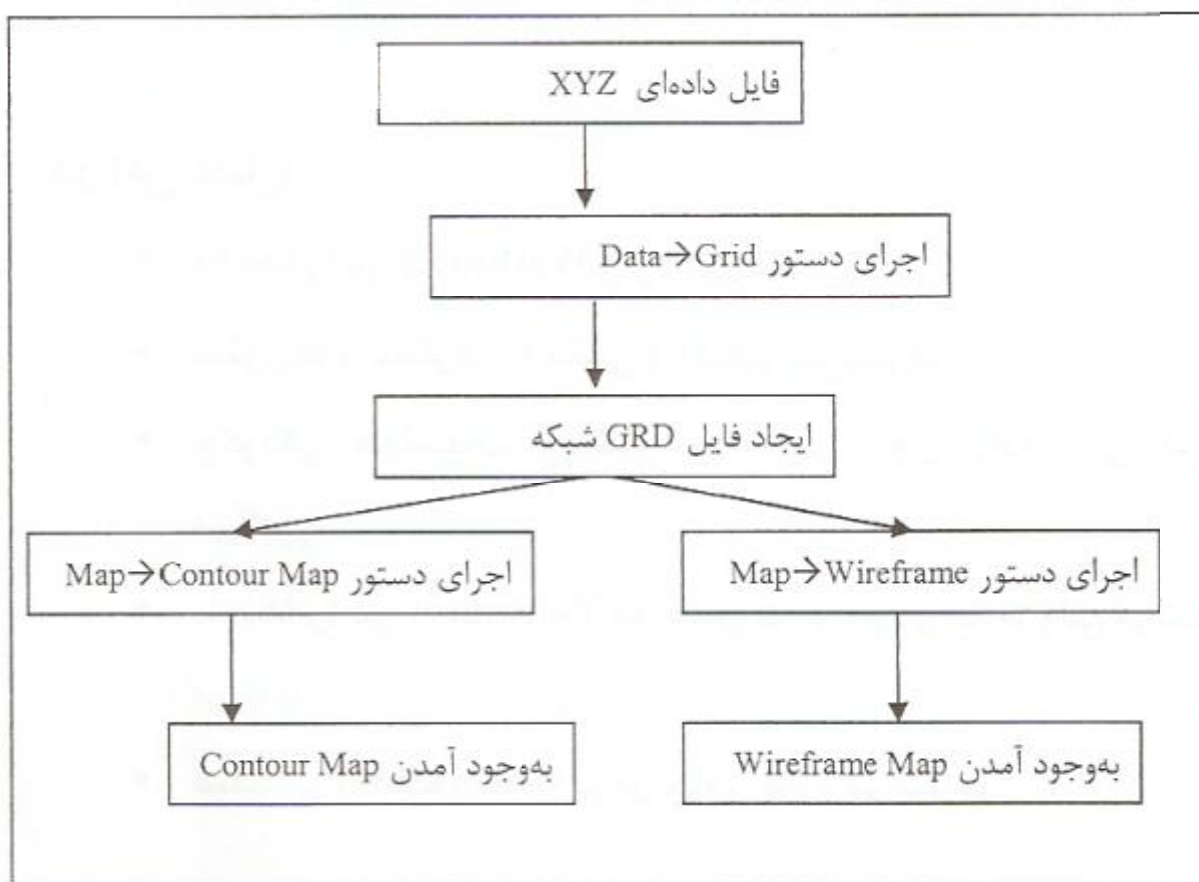 فایل داده‌ای XYZ
اجرای دستور Data→Grid
ایجاد فایل GRD شبکه
اجرای دستور Map→Contour Map
اجرای دستور Map→Wireframe
به‌وجود آمدن Contour Map
به‌وجود آمدن Wireframe Map